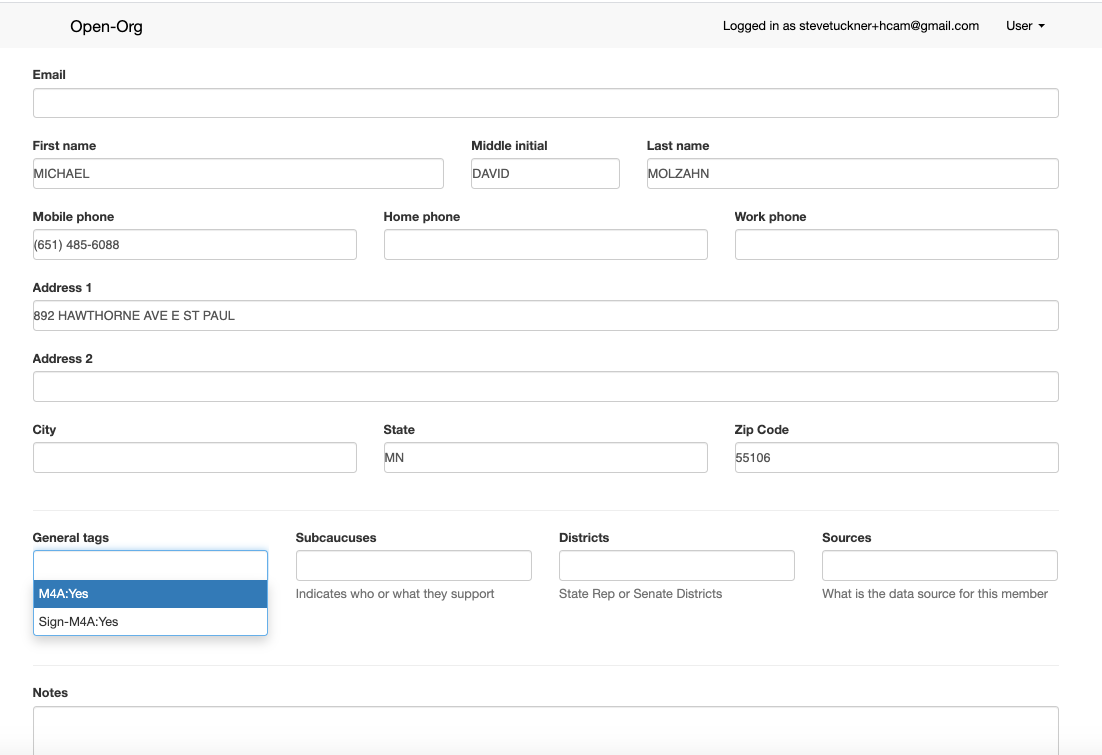 Open-Org Logged in as stevetuckner+hcam@gmail.com User
Email
First name Middle initial Last name
MICHAEL DAVID MOLZAHN
Mobile phone Home phone Work phone
(651) 485-6088
Address 1
892 HAWTHORNE AVE E ST PAUL
Address 2
City State Zip Code
MN 55106
General tags Subcaucuses Districts Sources
M4A:Yes Indicates who or what they support State Rep or Senate Districts What is the data source for this member
Sign-M4A:Yes
Notes